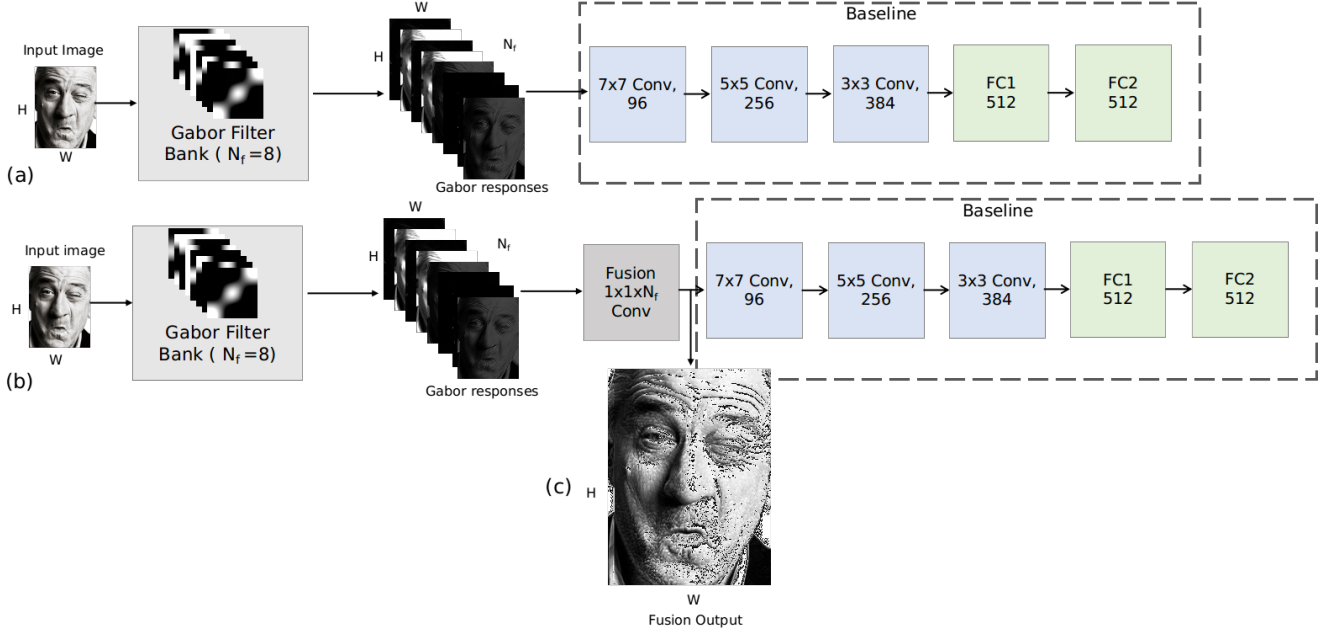 Baseline
Input Image
H
W
Gabor Filter
Bank ( N_f =8)
W
H
N_f
Gabor responses
7x7 Conv,
96
5x5 Conv,
256
3x3 Conv,
384
FC1
512
FC2
512
(a)
Baseline
Input image
H
W
Gabor Filter
Bank ( N_f =8)
W
H
N_f
Gabor responses
Fusion
1x1xN_f
Conv
7x7 Conv,
96
5x5 Conv,
256
3x3 Conv,
384
FC1
512
FC2
512
(b)
(c)
H
W
Fusion Output